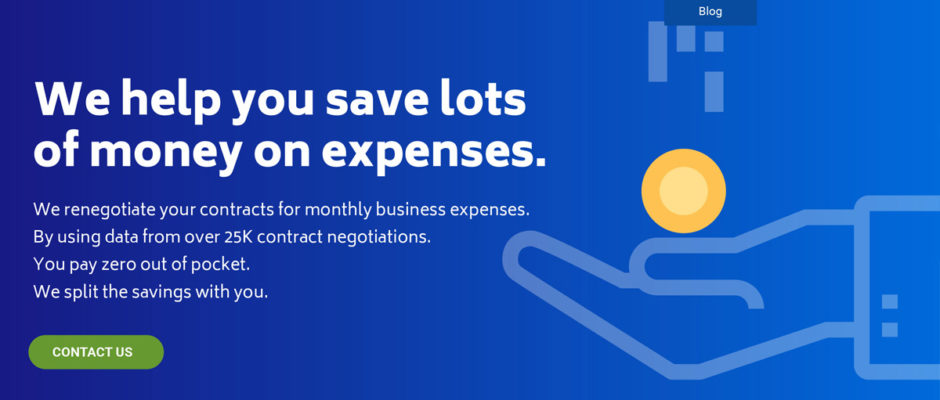 Blog
We help you save lots
of money on expenses.
We renegotiate your contracts for monthly business expenses.
By using data from over 25K contract negotiations.
You pay zero out of pocket.
We split the savings with you.
CONTACT US